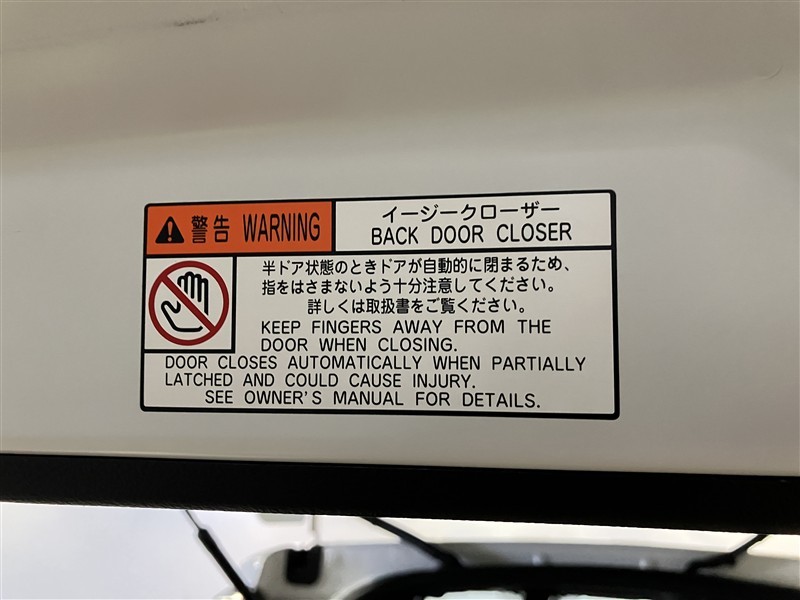 警告 WARNING
イージークローザー
BACK DOOR CLOSER
半ドア状態のときドアが自動的に閉まるため、
指をはさまないよう十分注意してください。
詳しくは取扱書をご覧ください。
KEEP FINGERS AWAY FROM THE
DOOR WHEN CLOSING.
DOOR CLOSES AUTOMATICALLY WHEN PARTIALLY
LATCHED AND COULD CAUSE INJURY.
SEE OWNER'S MANUAL FOR DETAILS.